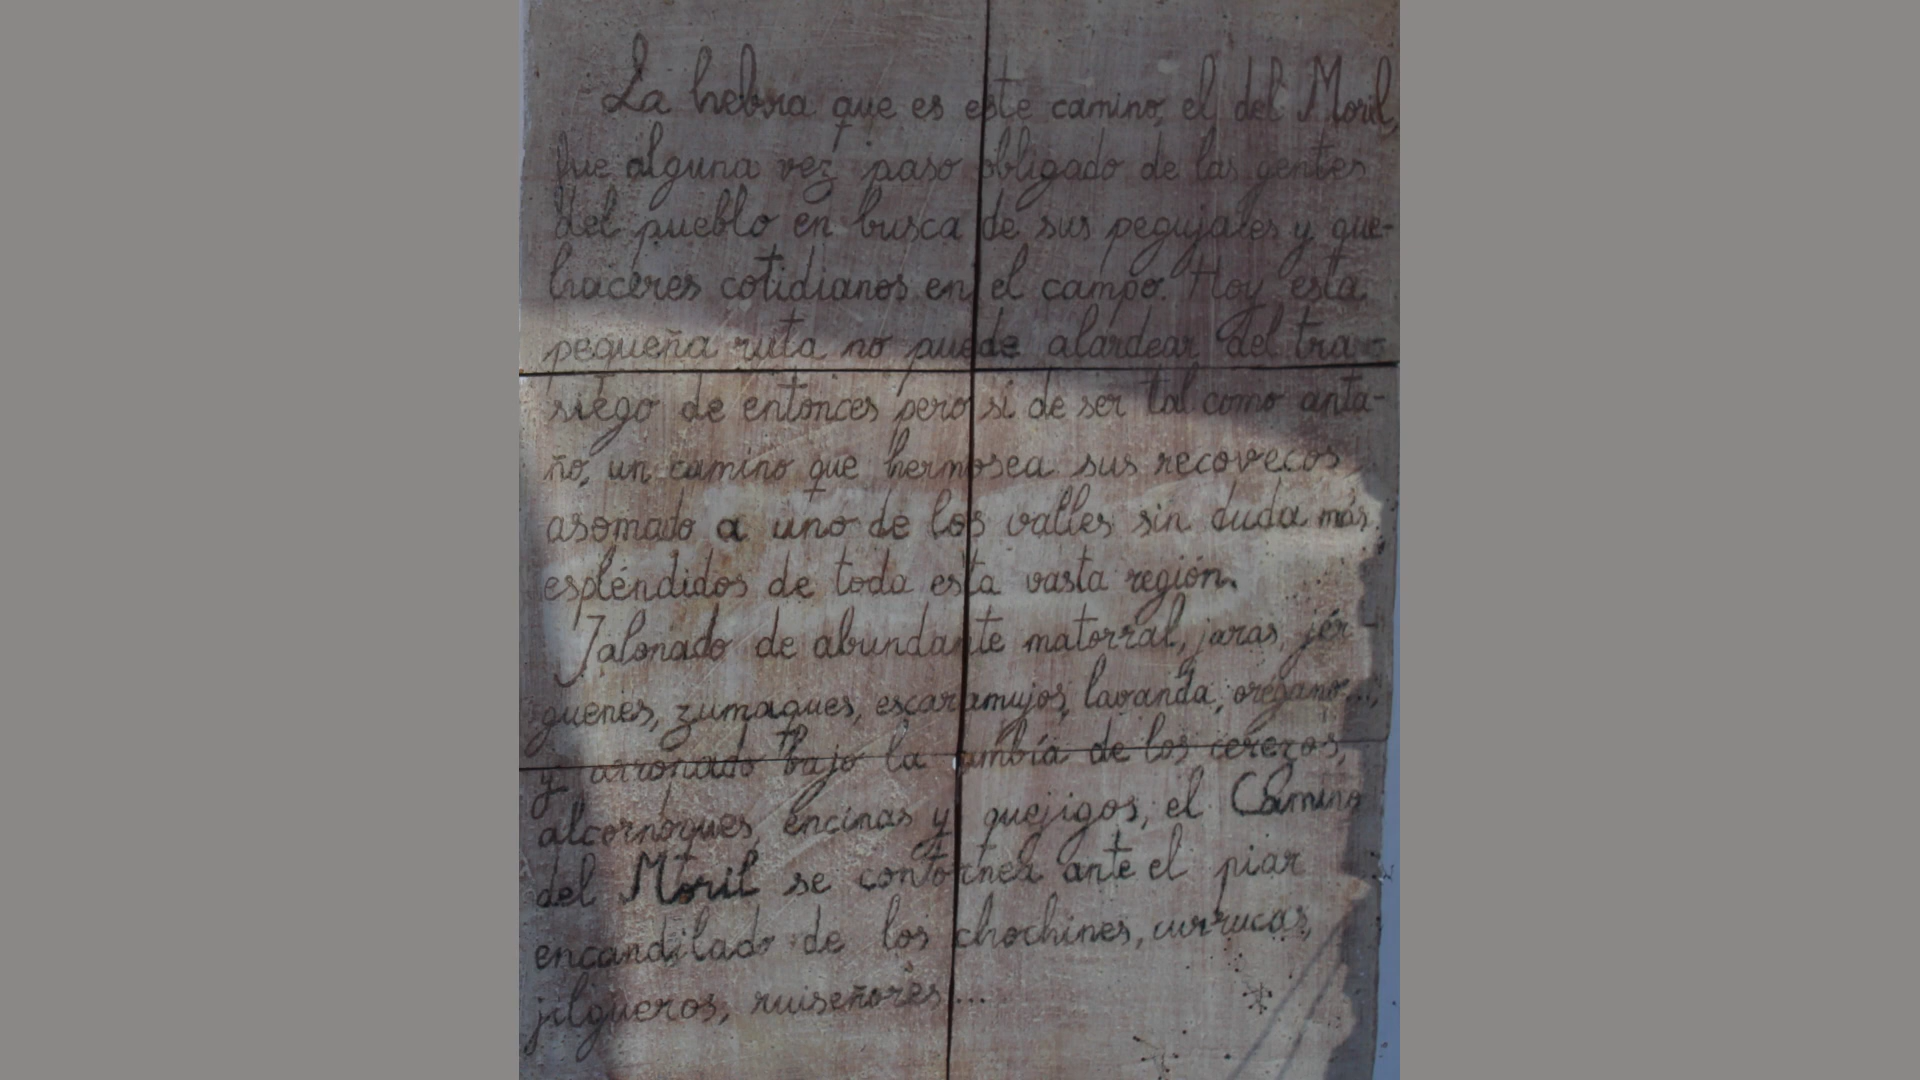 La hebra que es este camino, el del Moril,
fue alguna vez paso obligado de las gentes
del pueblo en busca de sus pegujales y que-
haceres cotidianos en el campo. Hoy esta
pequeña ruta no puede alardear del tra-
siego de entonces pero sí de ser tal como anta-
ño, un camino que hermosea sus recovecos
asomado a uno de los valles sin duda más
espléndidos de toda esta vasta región.
Jalonado de abundante matorral, jaras, jér-
guenes, zumaques, escaramujos, lavanda, orégano...,
y arropado bajo la umbría de los cerezos,
alcornoques, encinas y quejigos, el Camino
del Moril se contornea ante el piar
encandilado de los chochines, currucas,
jilgueros, ruiseñores...